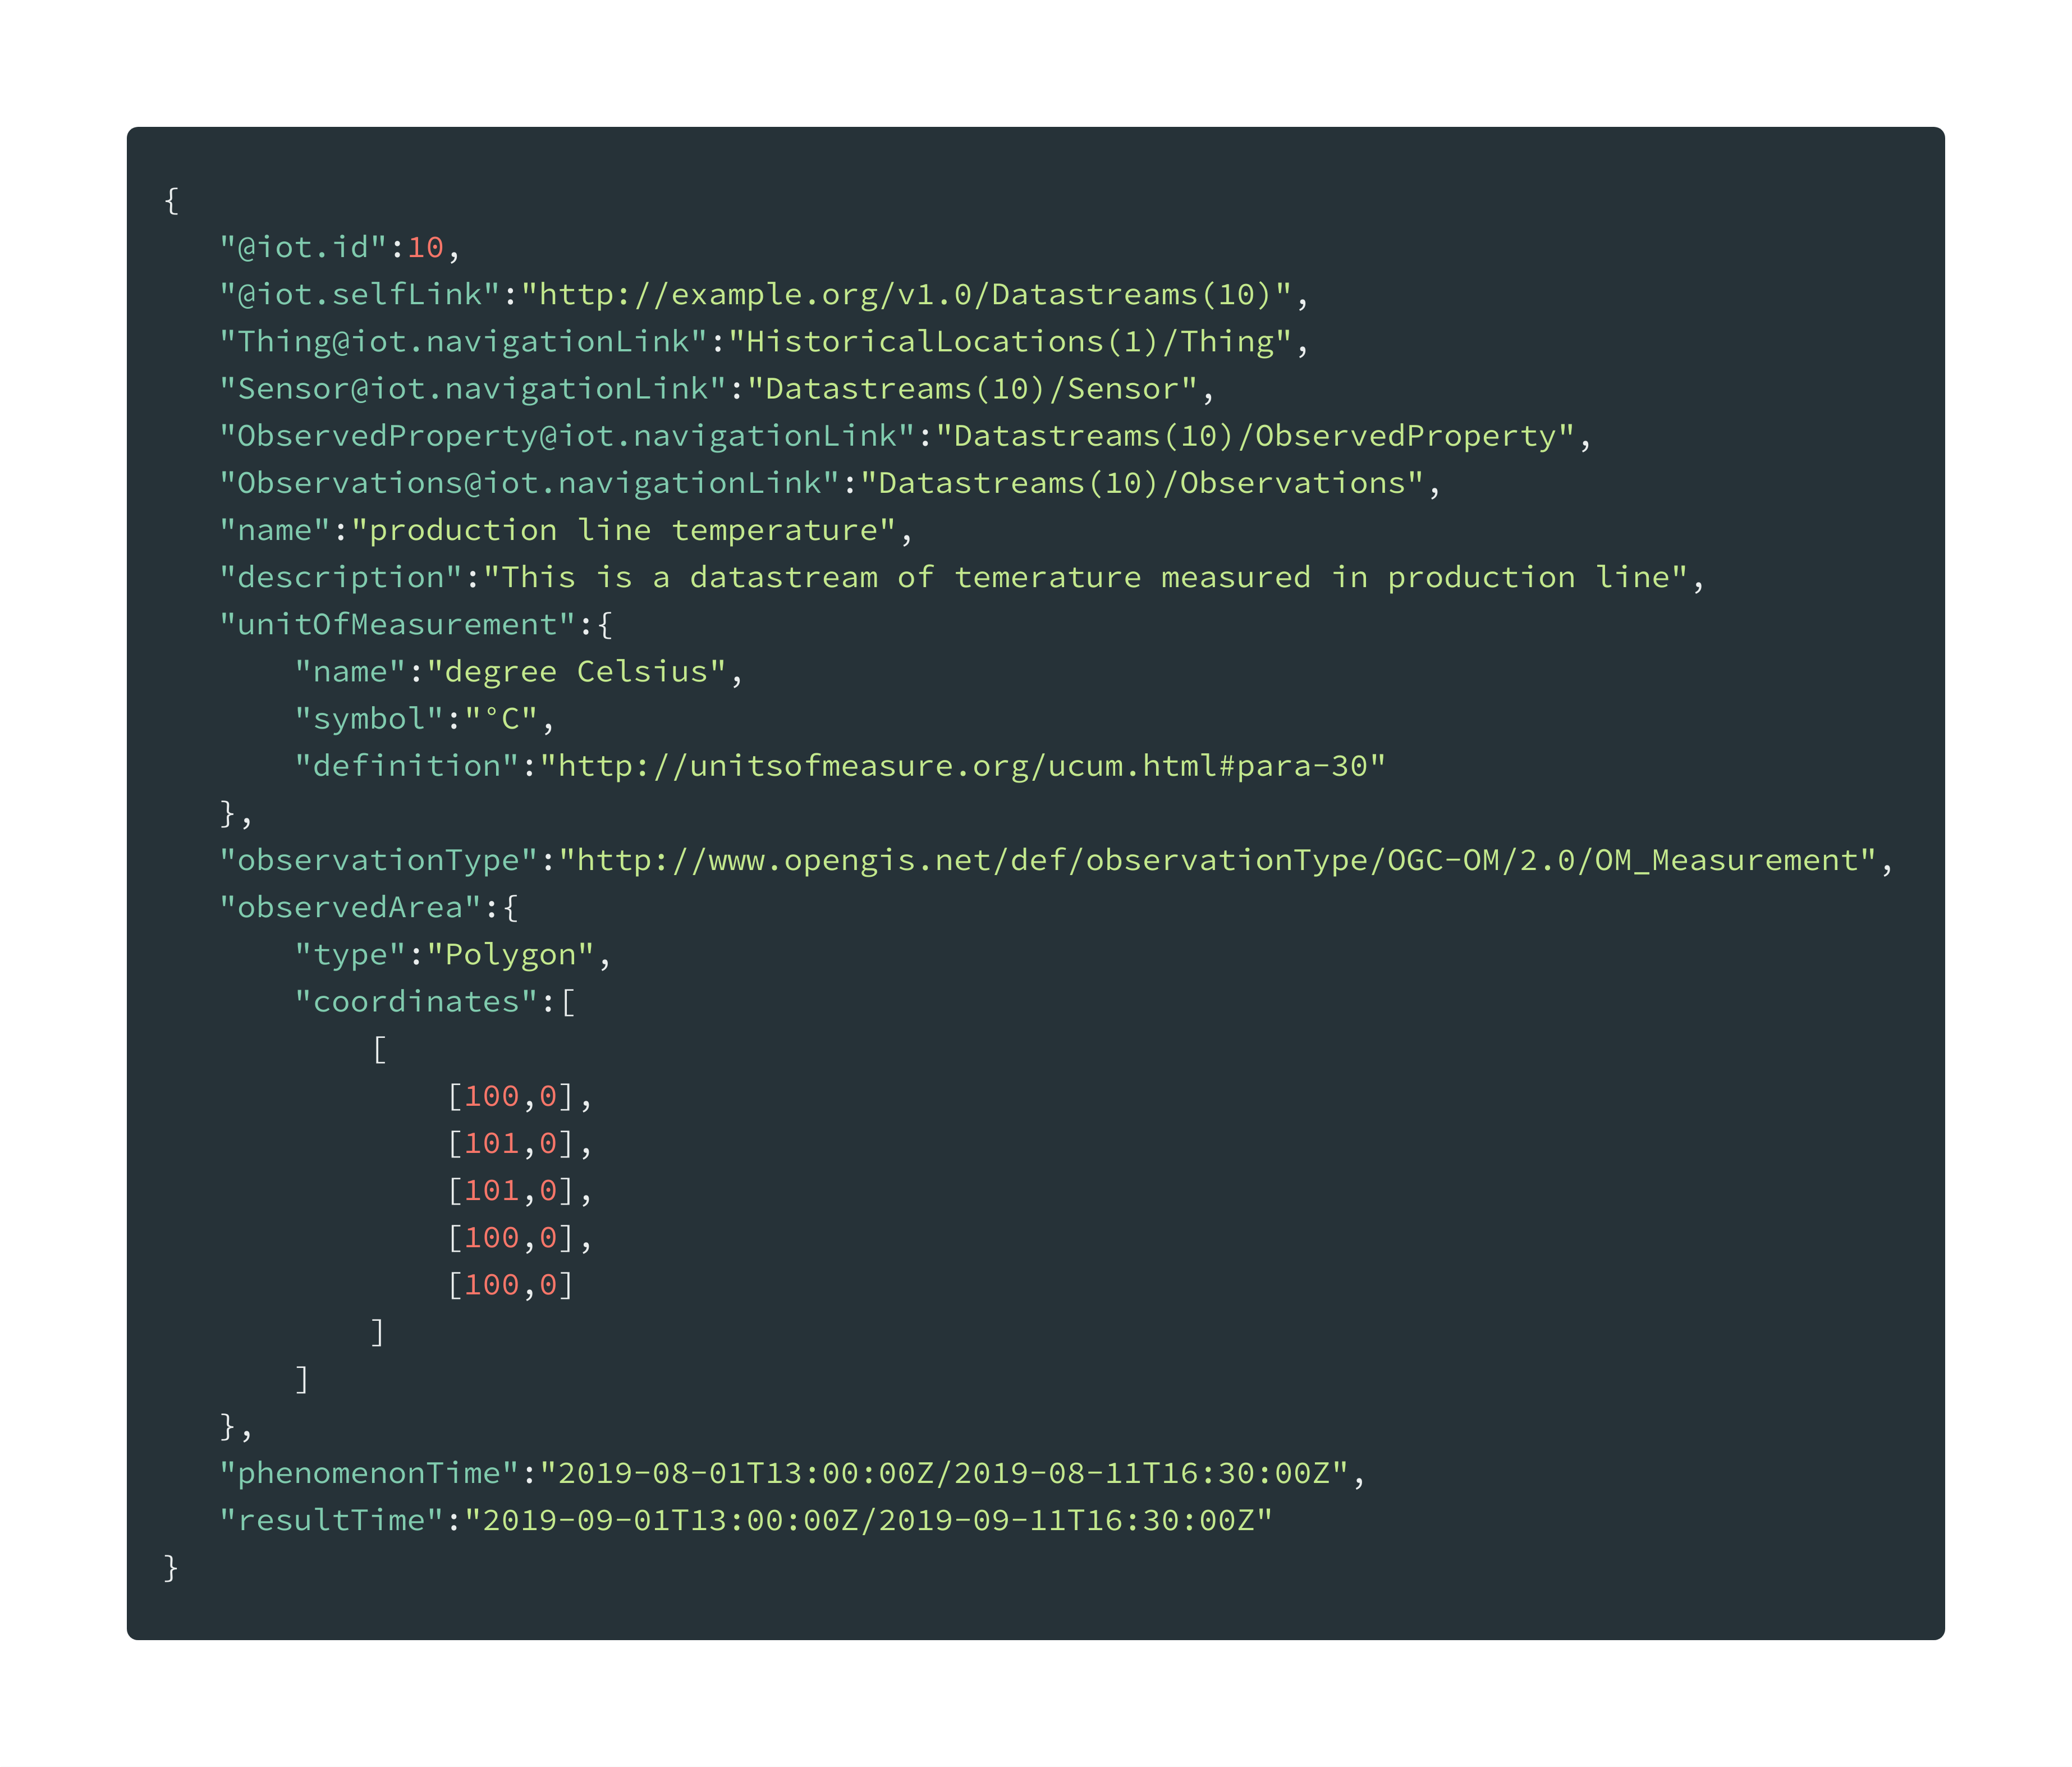 {
"@iot.id":10,
"@iot.selfLink":"http://example.org/v1.0/Datastreams(10)",
"Thing@iot.navigationLink":"HistoricalLocations(1)/Thing",
"Sensor@iot.navigationLink":"Datastreams(10)/Sensor",
"ObservedProperty@iot.navigationLink":"Datastreams(10)/ObservedProperty",
"Observations@iot.navigationLink":"Datastreams(10)/Observations",
"name":"production line temperature",
"description":"This is a datastream of temerature measured in production line",
"unitOfMeasurement":{
"name":"degree Celsius",
"symbol":"°C",
"definition":"http://unitsofmeasure.org/ucum.html#para-30"
},
"observationType":"http://www.opengis.net/def/observationType/OGC-OM/2.0/OM_Measurement",
"observedArea":{
"type":"Polygon",
"coordinates":[
[
[100,0],
[101,0],
[101,0],
[100,0],
[100,0]
]
]
},
"phenomenonTime":"2019-08-01T13:00:00Z/2019-08-11T16:30:00Z",
"resultTime":"2019-09-01T13:00:00Z/2019-09-11T16:30:00Z"
}